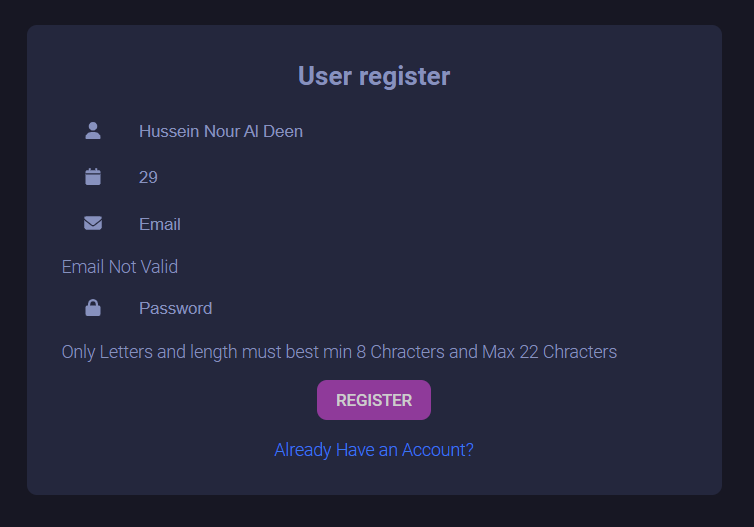 User register
Hussein Nour Al Deen
29
Email
Email Not Valid
Password
Only Letters and length must best min 8 Chracters and Max 22 Chracters
REGISTER
Already Have an Account?